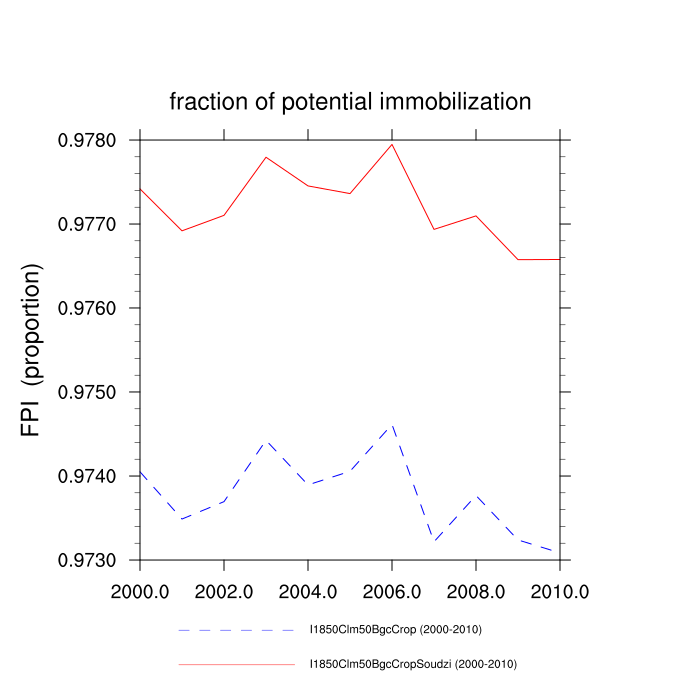 fraction of potential immobilization
0.9780
0.9770
0.9760
0.9750
0.9740
0.9730
FPI (proportion)
2000.0 2002.0 2004.0 2006.0 2008.0 2010.0
I1850Clm50BgcCrop (2000-2010)
I1850Clm50BgcCropSoudzi (2000-2010)